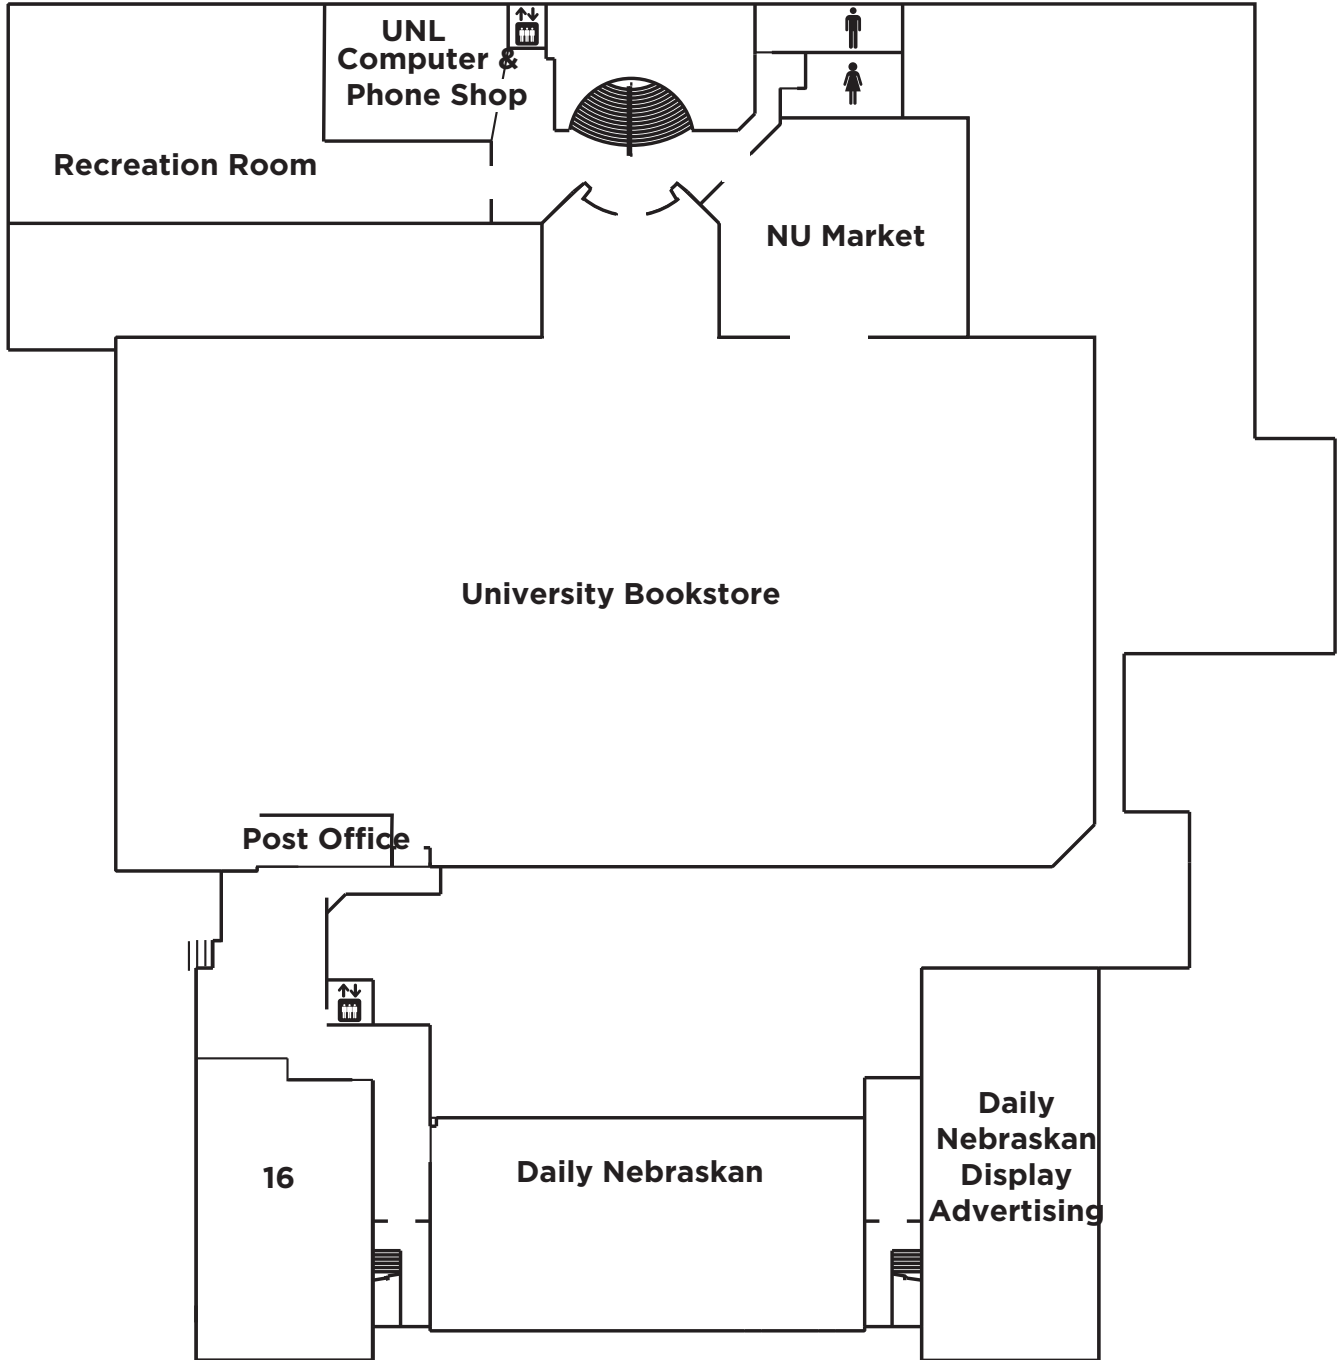 UNL
Computer &
Phone Shop
Recreation Room
NU Market
University Bookstore
Post Office
16
Daily Nebraskan
Daily
Nebraskan
Display
Advertising